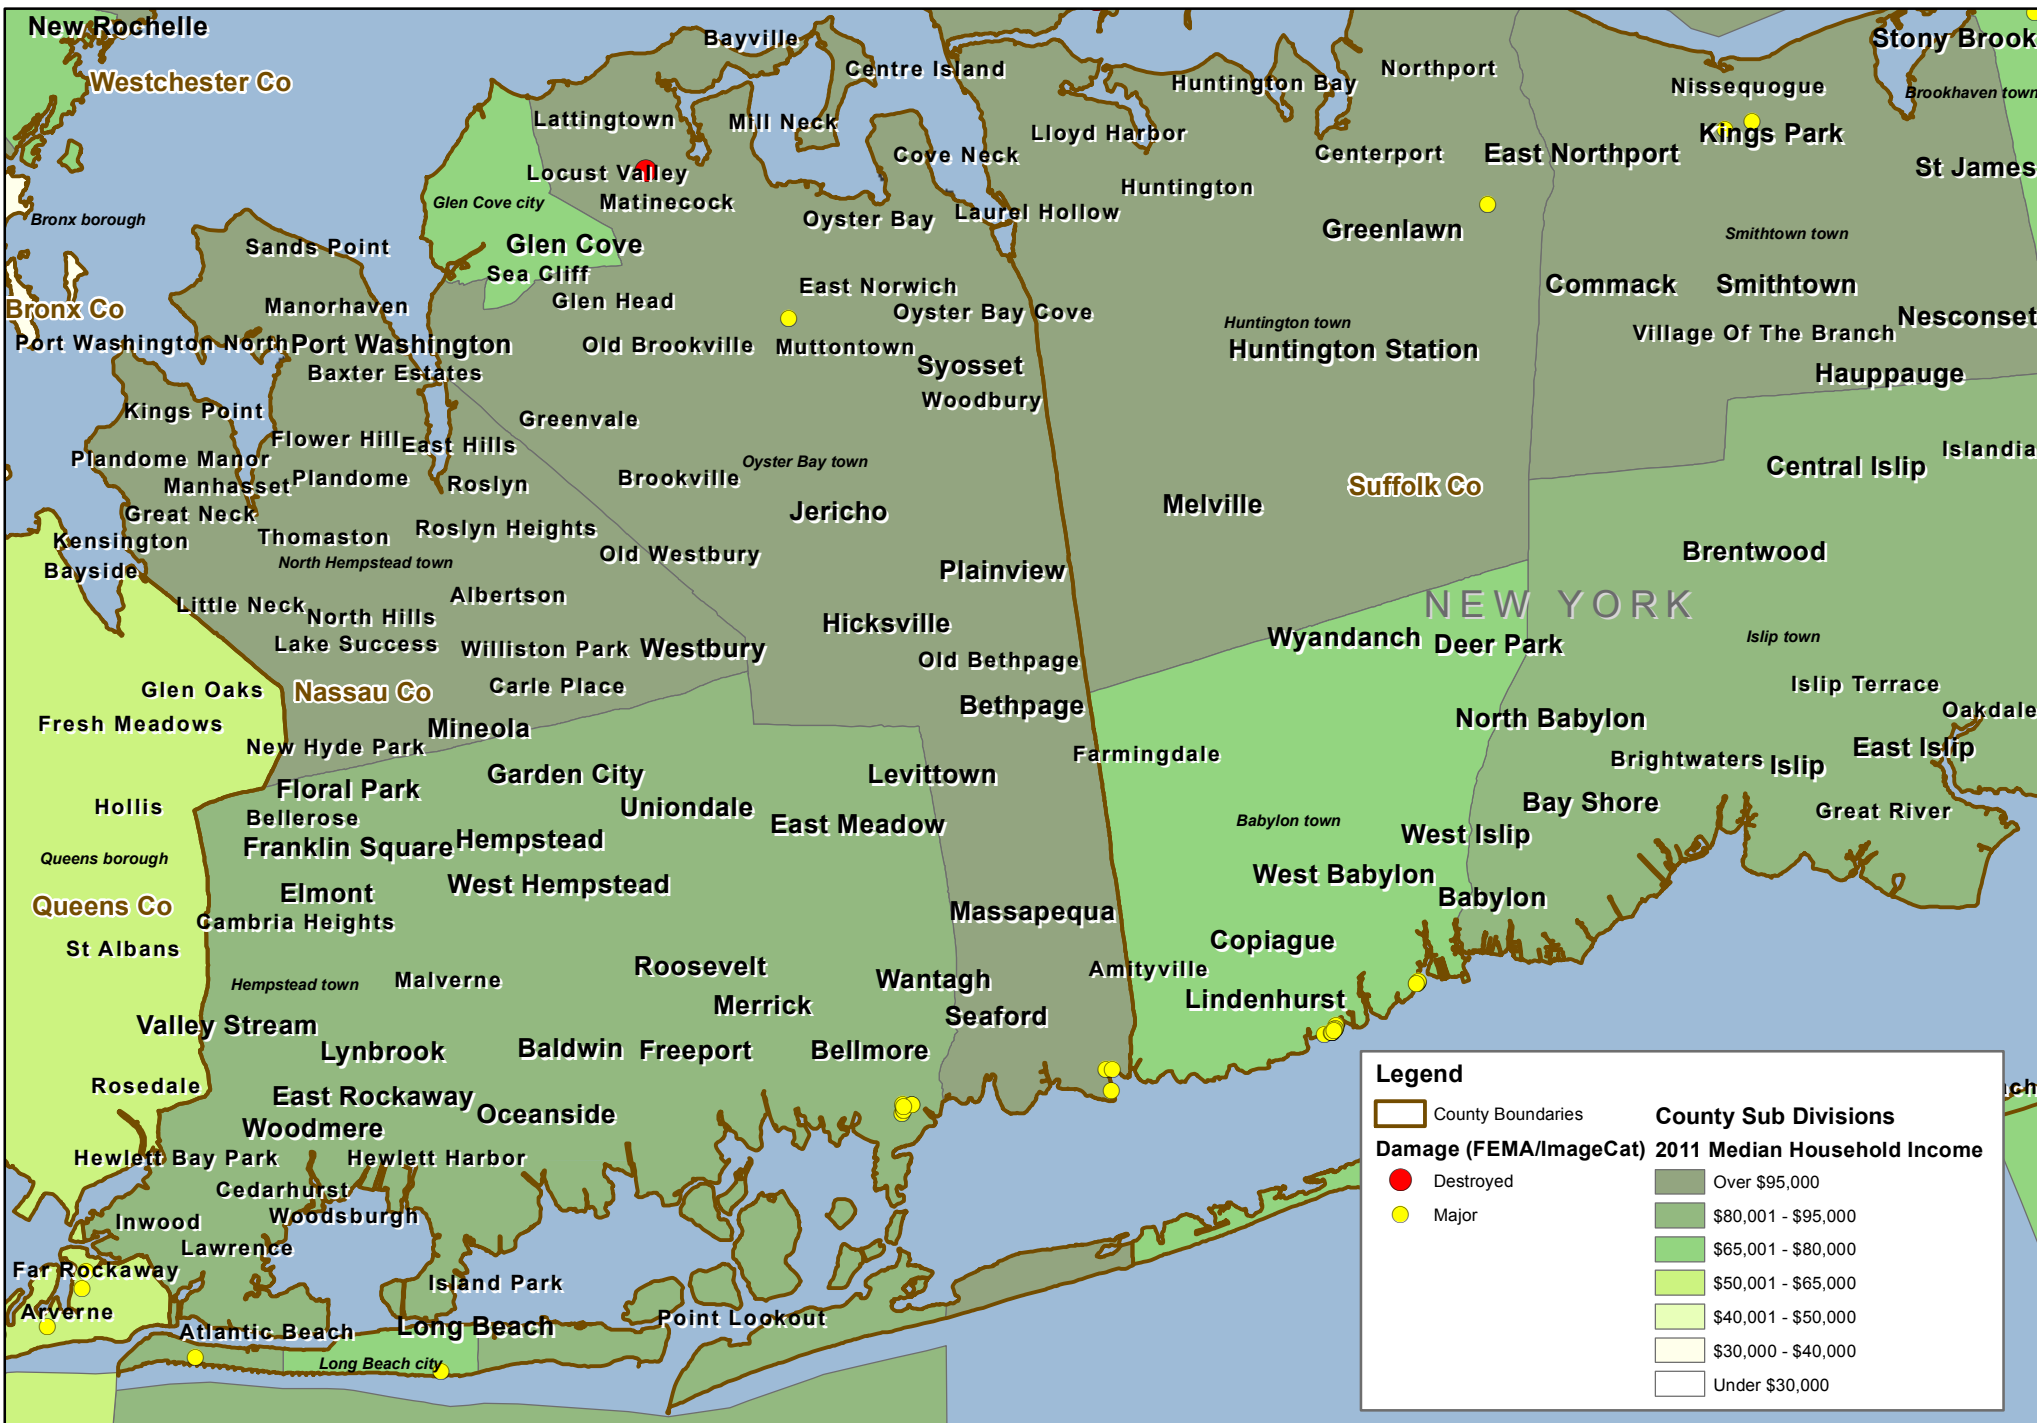 New Rochelle
Bayville
Stony Brook
Westchester Co
Centre Island
Huntington Bay
Northport
Nissequogue
Brookhaven town
Lattingtown
Mill Neck
Lloyd Harbor
Kings Park
Cove Neck
Centerport
East Northport
St James
Locust Valley
Huntington
Bronx borough
Glen Cove city
Matinecock
Oyster Bay
Laurel Hollow
Greenlawn
Smithtown town
Sands Point
Glen Cove
Sea Cliff
East Norwich
Commack
Smithtown
Glen Head
Bronx Co
Manorhaven
Oyster Bay Cove
Huntington town
Nesconset
Village Of The Branch
Port Washington North
Port Washington
Old Brookville
Muttontown
Huntington Station
Baxter Estates
Syosset
Hauppauge
Kings Point
Woodbury
Greenvale
Flower Hill
East Hills
Plandome Manor
Oyster Bay town
Islandia
Central Islip
Manhasset
Plandome
Roslyn
Brookville
Suffolk Co
Great Neck
Jericho
Melville
Kensington
Thomaston
Roslyn Heights
Old Westbury
Brentwood
Bayside
North Hempstead town
Plainview
Little Neck
North Hills
Albertson
Hicksville
NEW YORK
Lake Success
Williston Park
Westbury
Wyandanch
Deer Park
Islip town
Old Bethpage
Glen Oaks
Nassau Co
Carle Place
Islip Terrace
Fresh Meadows
Bethpage
North Babylon
Oakdale
New Hyde Park
Mineola
Farmingdale
Brightwaters
Islip
East Islip
Floral Park
Garden City
Levittown
Hollis
Bellerose
Uniondale
East Meadow
Babylon town
Bay Shore
Great River
Franklin Square
Hempstead
West Islip
Queens borough
Elmont
West Hempstead
West Babylon
Queens Co
Cambria Heights
Massapequa
Babylon
St Albans
Copiague
Hempstead town
Malverne
Roosevelt
Wantagh
Amityville
Valley Stream
Merrick
Seaford
Lindenhurst
Lynbrook
Baldwin
Freeport
Bellmore
Rosedale
East Rockaway
Oceanside
Woodmere
Hewlett Bay Park
Hewlett Harbor
Cedarhurst
Inwood
Woodsburgh
Lawrence
Far Rockaway
Island Park
Arverne
Atlantic Beach
Long Beach
Point Lookout
Long Beach city
Legend
County Boundaries
Damage (FEMA/ImageCat)
Destroyed
Major
County Sub Divisions
2011 Median Household Income
Over $95,000
$80,001 - $95,000
$65,001 - $80,000
$50,001 - $65,000
$40,001 - $50,000
$30,000 - $40,000
Under $30,000